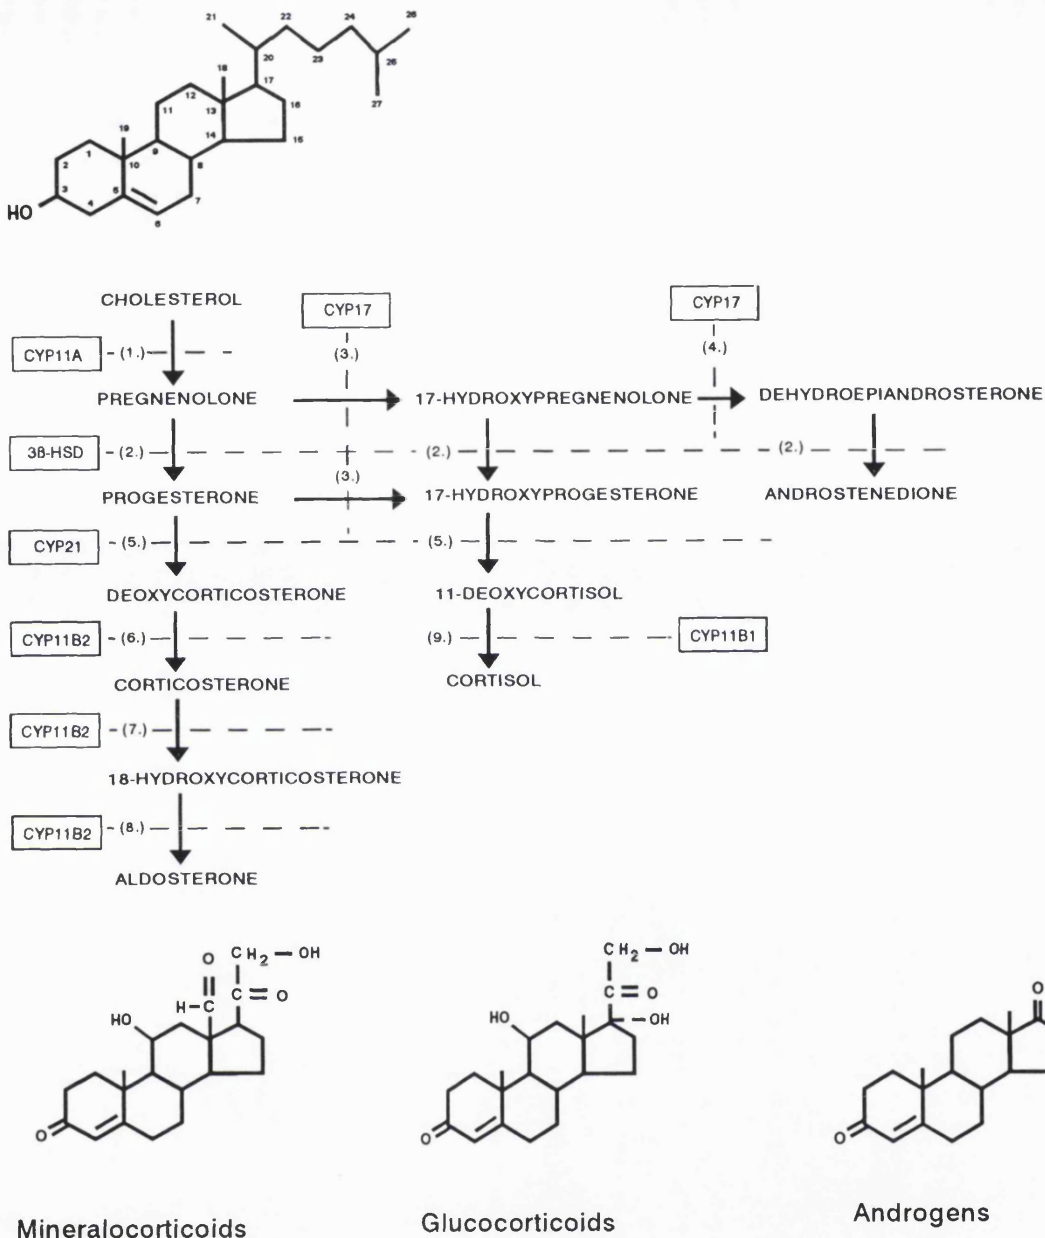 21 22 24 26
20 23 26
18 17 27
12 16
11 13
19 14 15
1 9
2 10 8
3 5 7
4
HO 6
CHOLESTEROL CYP17 CYP17
CYP11A (1.) (3.) (4.)
PREGNENOLONE 17-HYDROXYPREGNENOLONE DEHYDROEPIANDROSTERONE
3ß-HSD (2.) (2.) (2.)
(3.)
PROGESTERONE 17-HYDROXYPROGESTERONE ANDROSTENEDIONE
CYP21 (5.) (5.)
DEOXYCORTICOSTERONE 11-DEOXYCORTISOL
CYP11B2 (6.) (9.) CYP11B1
CORTICOSTERONE CORTISOL
CYP11B2 (7.)
18-HYDROXYCORTICOSTERONE
CYP11B2 (8.)
ALDOSTERONE
O CH2 — OH CH2 — OH
H–C C = O C = O O
HO HO --OH
O O O
Mineralocorticoids Glucocorticoids Androgens